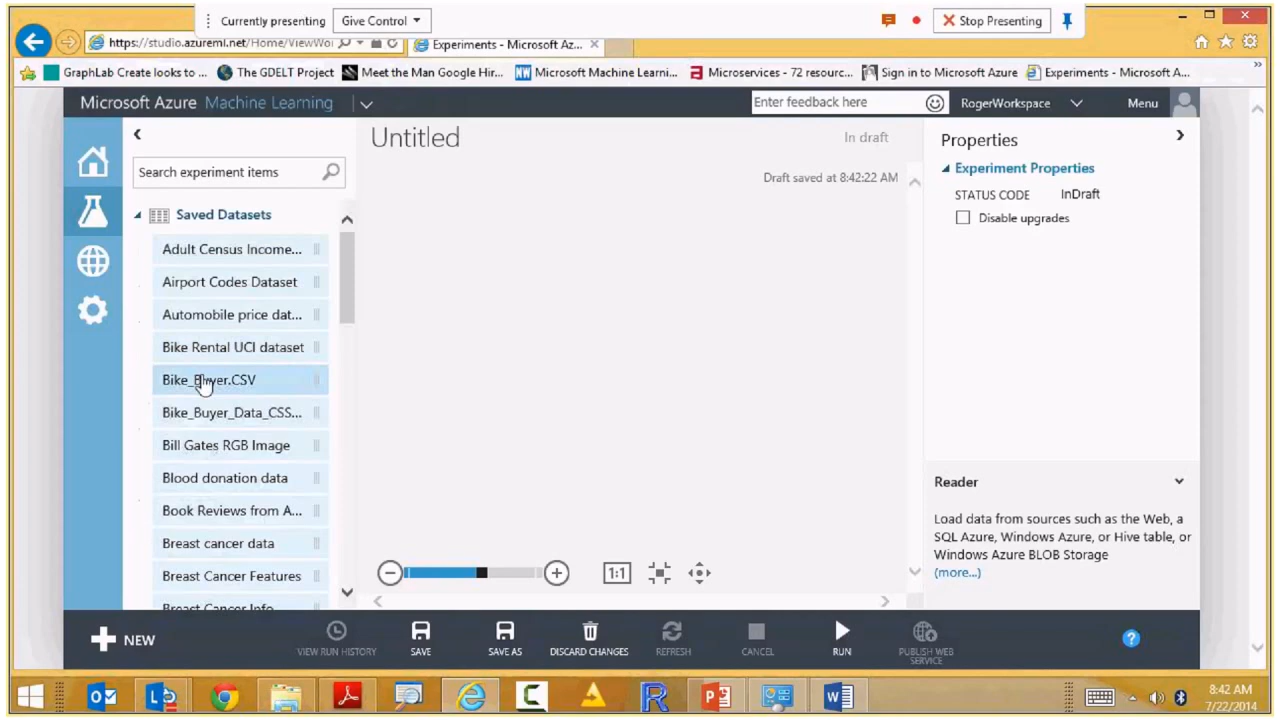 Currently presenting
Give Control
Stop Presenting
https://studio.azureml.net/Home/ViewWor
Experiments - Microsoft Az...
GraphLab Create looks to ...
The GDELT Project
Meet the Man Google Hir...
Microsoft Machine Learni...
Microservices - 72 resourc...
Sign in to Microsoft Azure
Experiments - Microsoft A...
Microsoft Azure Machine Learning
Enter feedback here
RogerWorkspace
Menu
Search experiment items
Saved Datasets
Adult Census Income...
Airport Codes Dataset
Automobile price dat...
Bike Rental UCI dataset
Bike_Buyer.CSV
Bike_Buyer_Data_CSS...
Bill Gates RGB Image
Blood donation data
Book Reviews from A...
Breast cancer data
Breast Cancer Features
Breast Cancer Info
Untitled
In draft
Draft saved at 8:42:22 AM
1:1
Properties
Experiment Properties
STATUS CODE InDraft
Disable upgrades
Reader
Load data from sources such as the Web, a
SQL Azure, Windows Azure, or Hive table, or
Windows Azure BLOB Storage
(more...)
NEW
VIEW RUN HISTORY
SAVE
SAVE AS
DISCARD CHANGES
REFRESH
CANCEL
RUN
PUBLISH WEB
SERVICE
8:42 AM
7/22/2014